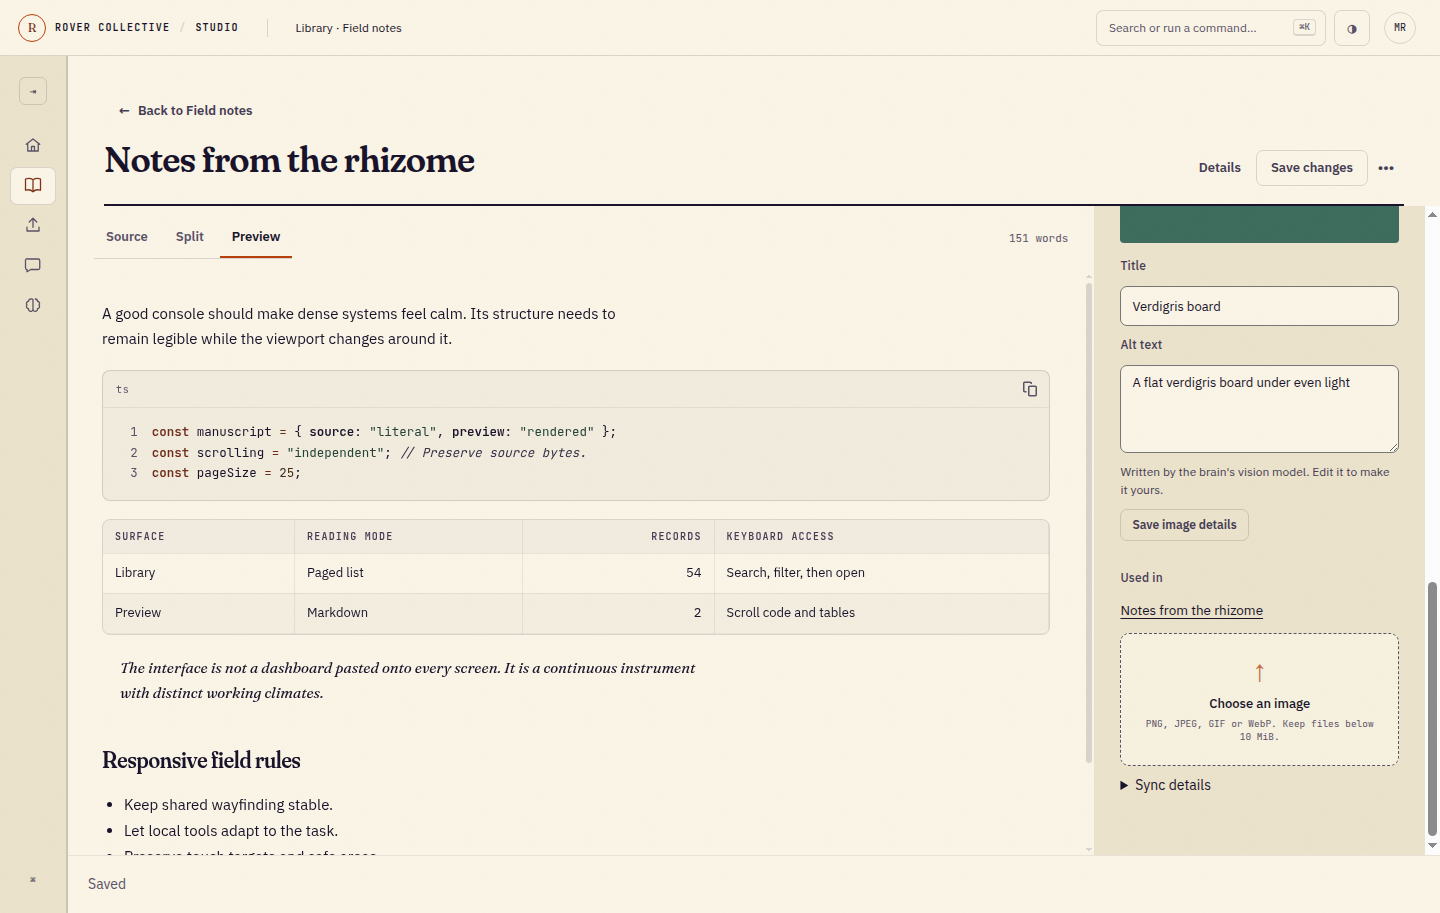 R ROVER COLLECTIVE / STUDIO
Library · Field notes
Search or run a command... ⌘K
◑
MR
⇥
← Back to Field notes
Notes from the rhizome
Details
Save changes
•••
Source Split Preview
151 words
A good console should make dense systems feel calm. Its structure needs to
remain legible while the viewport changes around it.
ts
1 const manuscript = { source: "literal", preview: "rendered" };
2 const scrolling = "independent"; // Preserve source bytes.
3 const pageSize = 25;
SURFACE READING MODE RECORDS KEYBOARD ACCESS
Library Paged list 54 Search, filter, then open
Preview Markdown 2 Scroll code and tables
The interface is not a dashboard pasted onto every screen. It is a continuous instrument
with distinct working climates.
Responsive field rules
• Keep shared wayfinding stable.
• Let local tools adapt to the task.
• Preserve touch targets and safe areas.
Title
Verdigris board
Alt text
A flat verdigris board under even light
Written by the brain's vision model. Edit it to make
it yours.
Save image details
Used in
Notes from the rhizome
↑
Choose an image
PNG, JPEG, GIF or WebP. Keep files below
10 MiB.
▶ Sync details
⌘
Saved